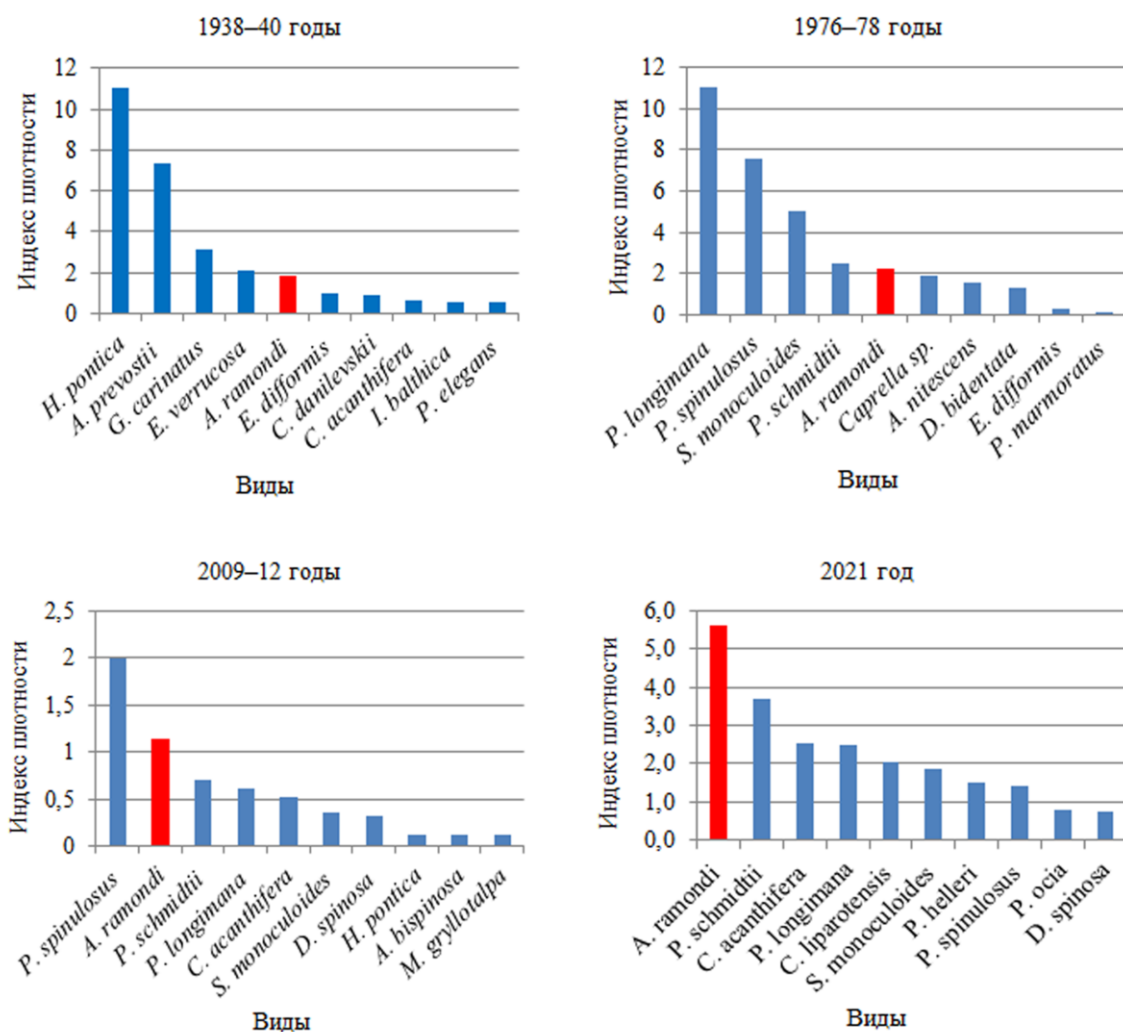 1938–40 годы
12
10
8
6
4
2
0
Индекс плотности
H. pontica
A. prevostii
G. carinatus
E. verrucosa
A. ramondi
E. difformis
C. danilevskii
C. acanthifera
I. balthica
P. elegans
Виды
1976–78 годы
12
10
8
6
4
2
0
Индекс плотности
P. longimana
P. spinulosus
S. monoculoides
P. schmidtii
A. ramondi
Caprella sp.
A. nitescens
D. bidentata
E. difformis
P. marmoratus
Виды
2009–12 годы
2,5
2
1,5
1
0,5
0
Индекс плотности
P. spinulosus
A. ramondi
P. schmidtii
P. longimana
C. acanthifera
S. monoculoides
D. spinosa
H. pontica
A. bispinosa
M. gryllotalpa
Виды
2021 год
6,0
5,0
4,0
3,0
2,0
1,0
0,0
Индекс плотности
A. ramondi
P. schmidtii
C. acanthifera
P. longimana
C. liparotensis
S. monoculoides
P. helleri
P. spinulosus
P. ocia
D. spinosa
Виды